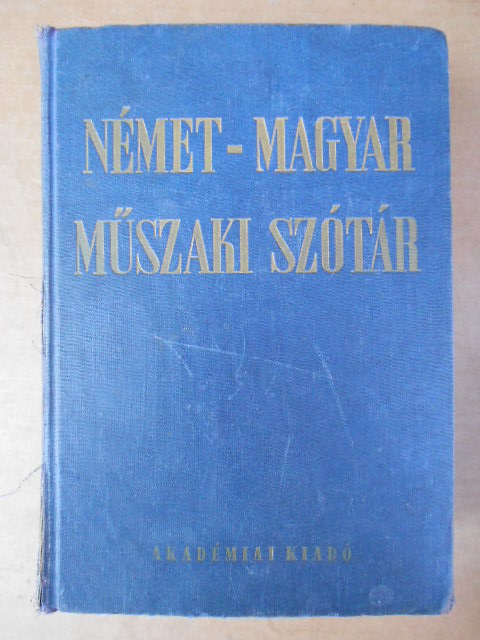 NÉMET - MAGYAR
MŰSZAKI SZÓTÁR
AKADÉMIAI KIADÓ